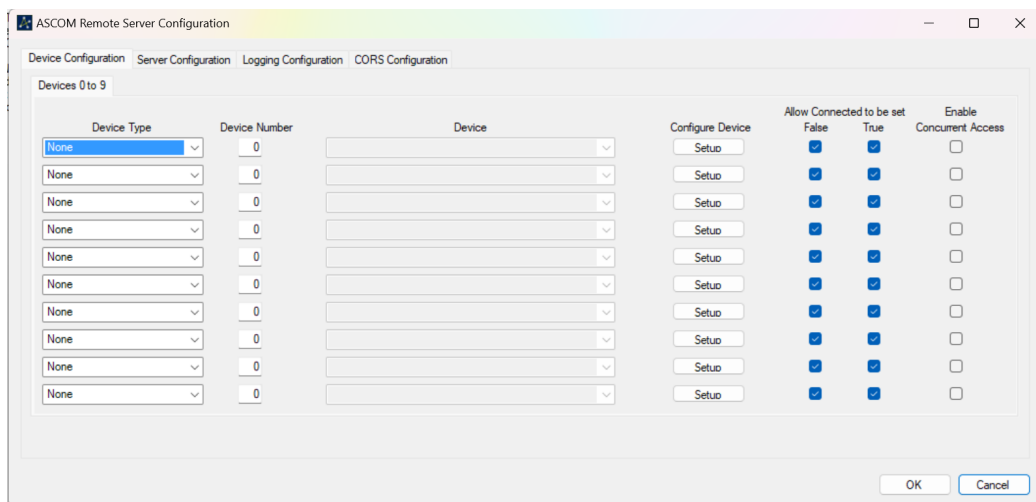 ASCOM Remote Server Configuration
Device Configuration Server Configuration Logging Configuration CORS Configuration
Devices 0 to 9
Allow Connected to be set Enable
Device Type Device Number Device Configure Device False True Concurrent Access
None 0 Setup
None 0 Setup
None 0 Setup
None 0 Setup
None 0 Setup
None 0 Setup
None 0 Setup
None 0 Setup
None 0 Setup
None 0 Setup
OK Cancel